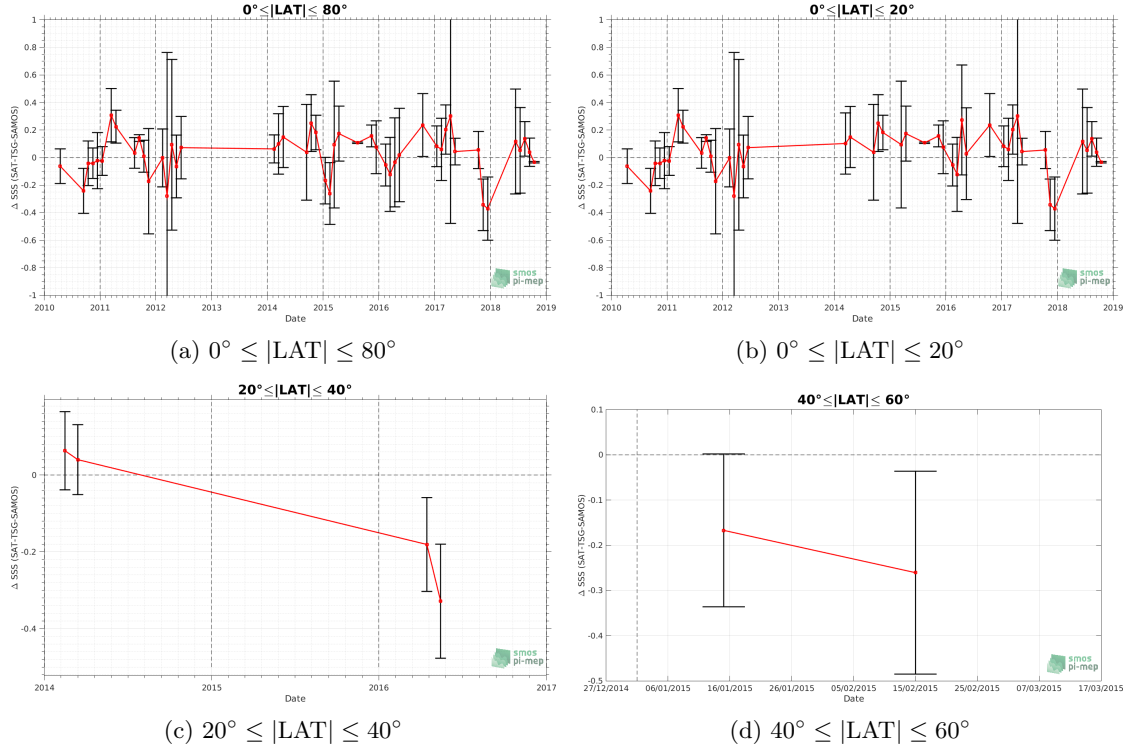 0°≤|LAT|≤ 80°
Δ SSS (SAT-TSG-SAMOS)
1
0.8
0.6
0.4
0.2
0
-0.2
-0.4
-0.6
-0.8
-1
2010 2011 2012 2013 2014 2015 2016 2017 2018 2019
Date
smos
pi-mep
(a) 0° ≤ |LAT| ≤ 80°
0°≤|LAT|≤ 20°
Δ SSS (SAT-TSG-SAMOS)
1
0.8
0.6
0.4
0.2
0
-0.2
-0.4
-0.6
-0.8
-1
2010 2011 2012 2013 2014 2015 2016 2017 2018 2019
Date
smos
pi-mep
(b) 0° ≤ |LAT| ≤ 20°
20°≤|LAT|≤ 40°
Δ SSS (SAT-TSG-SAMOS)
0
-0.2
-0.4
2014 2015 2016 2017
Date
smos
pi-mep
(c) 20° ≤ |LAT| ≤ 40°
40°≤|LAT|≤ 60°
Δ SSS (SAT-TSG-SAMOS)
0.1
0
-0.1
-0.2
-0.3
-0.4
-0.5
27/12/2014 06/01/2015 16/01/2015 26/01/2015 05/02/2015 15/02/2015 25/02/2015 07/03/2015 17/03/2015
Date
smos
pi-mep
(d) 40° ≤ |LAT| ≤ 60°